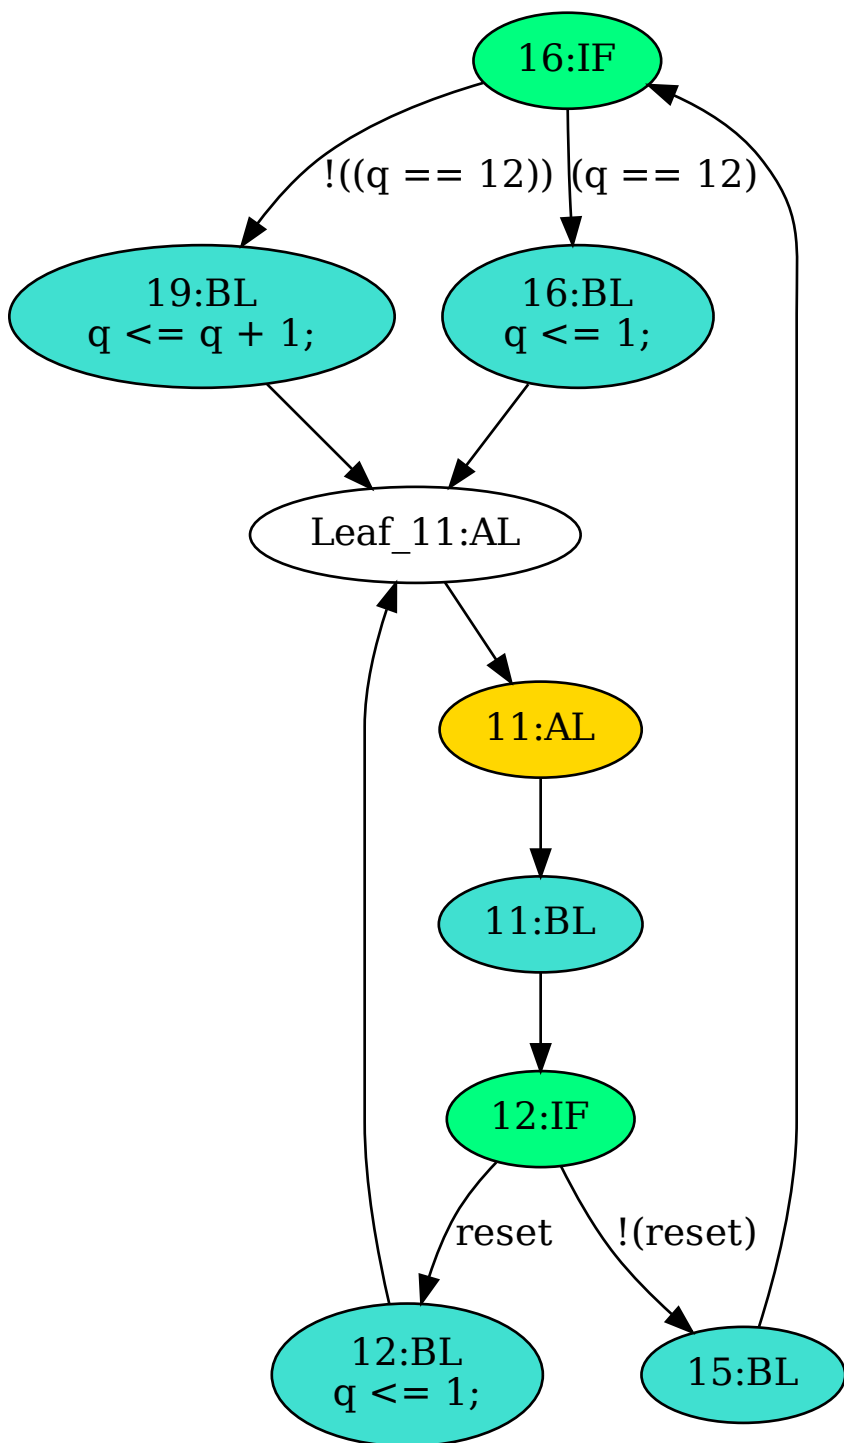 16:IF
!((q == 12))
(q == 12)
19:BL
q <= q + 1;
16:BL
q <= 1;
Leaf_11:AL
11:AL
11:BL
12:IF
reset
!(reset)
12:BL
q <= 1;
15:BL